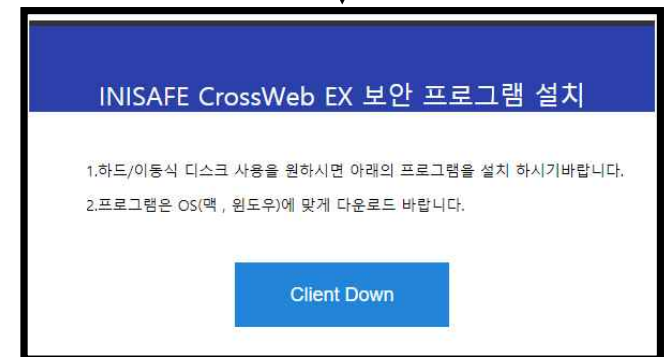 INISAFE CrossWeb EX 보안 프로그램 설치
1.하드/이동식 디스크 사용을 원하시면 아래의 프로그램을 설치 하시기바랍니다.
2.프로그램은 OS(맥 , 윈도우)에 맞게 다운로드 바랍니다.
Client Down